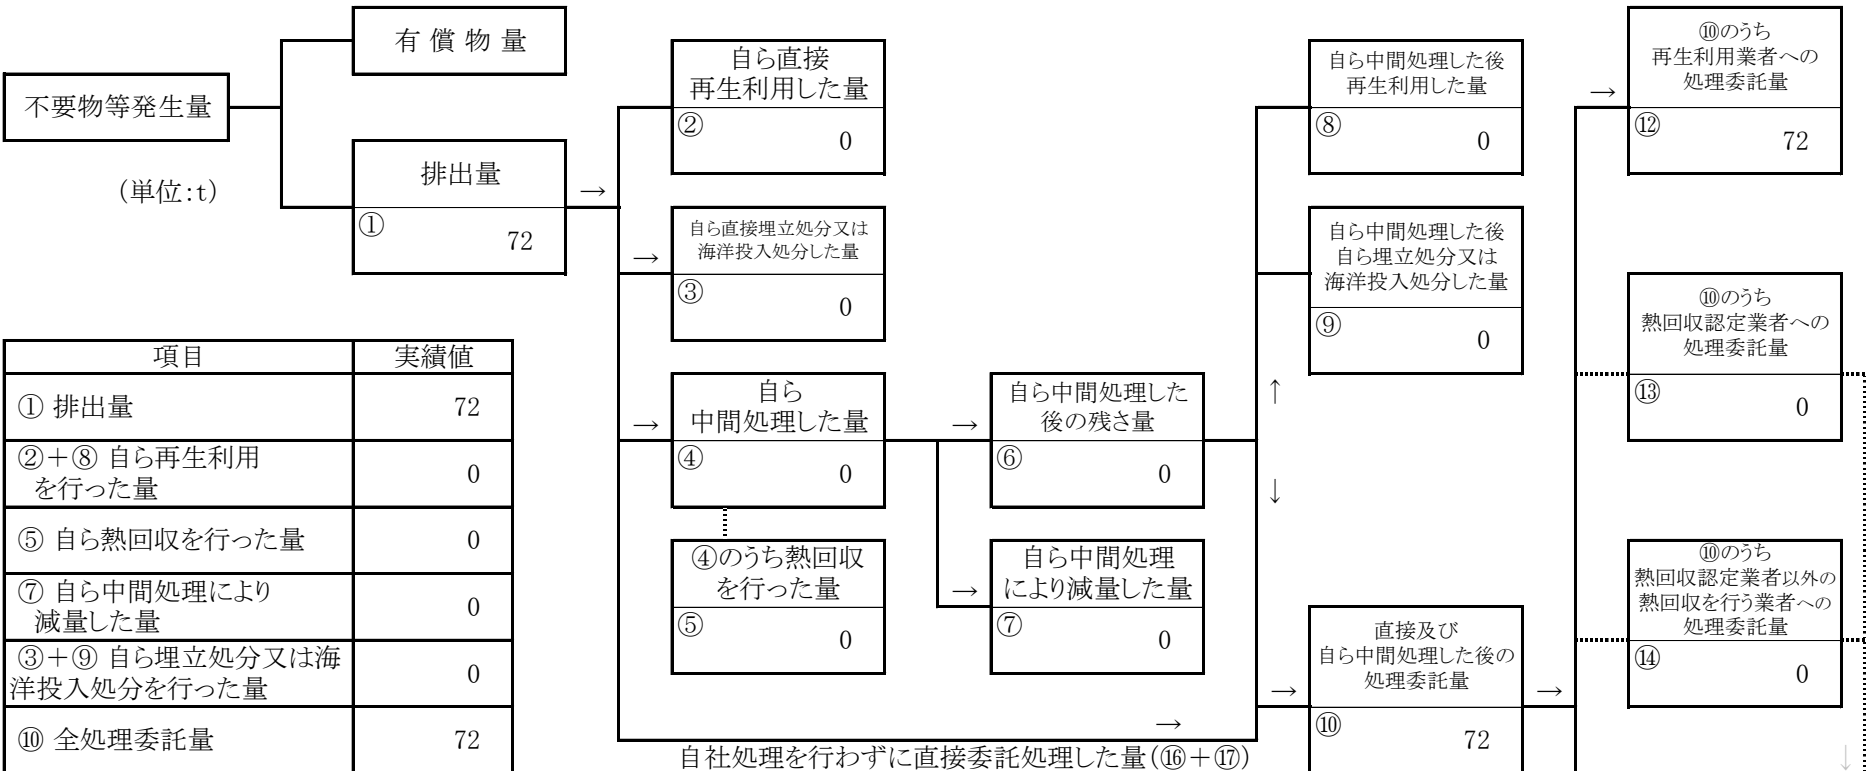 有 償 物 量
不要物等発生量
(単位:t)
排出量
①
72
→
自ら直接
再生利用した量
②
0
→
自ら直接埋立処分又は
海洋投入処分した量
③
0
→
自ら
中間処理した量
④
0
④のうち熱回収
を行った量
⑤
0
→
自ら中間処理した
後の残さ量
⑥
0
→
自ら中間処理
により減量した量
⑦
0
↑
↓
自ら中間処理した後
再生利用した量
⑧
0
自ら中間処理した後
自ら埋立処分又は
海洋投入処分した量
⑨
0
→
自社処理を行わずに直接委託処理した量(⑯+⑰)
→
直接及び
自ら中間処理した後の
処理委託量
⑩
72
→
→
⑩のうち
再生利用業者への
処理委託量
⑫
72
⑩のうち
熱回収認定業者への
処理委託量
⑬
0
⑩のうち
熱回収認定業者以外の
熱回収を行う業者への
処理委託量
⑭
0
↓
項目 実績値
① 排出量 72
②+⑧ 自ら再生利用
を行った量 0
⑤ 自ら熱回収を行った量 0
⑦ 自ら中間処理により
減量した量 0
③+⑨ 自ら埋立処分又は海
洋投入処分を行った量 0
⑩ 全処理委託量 72